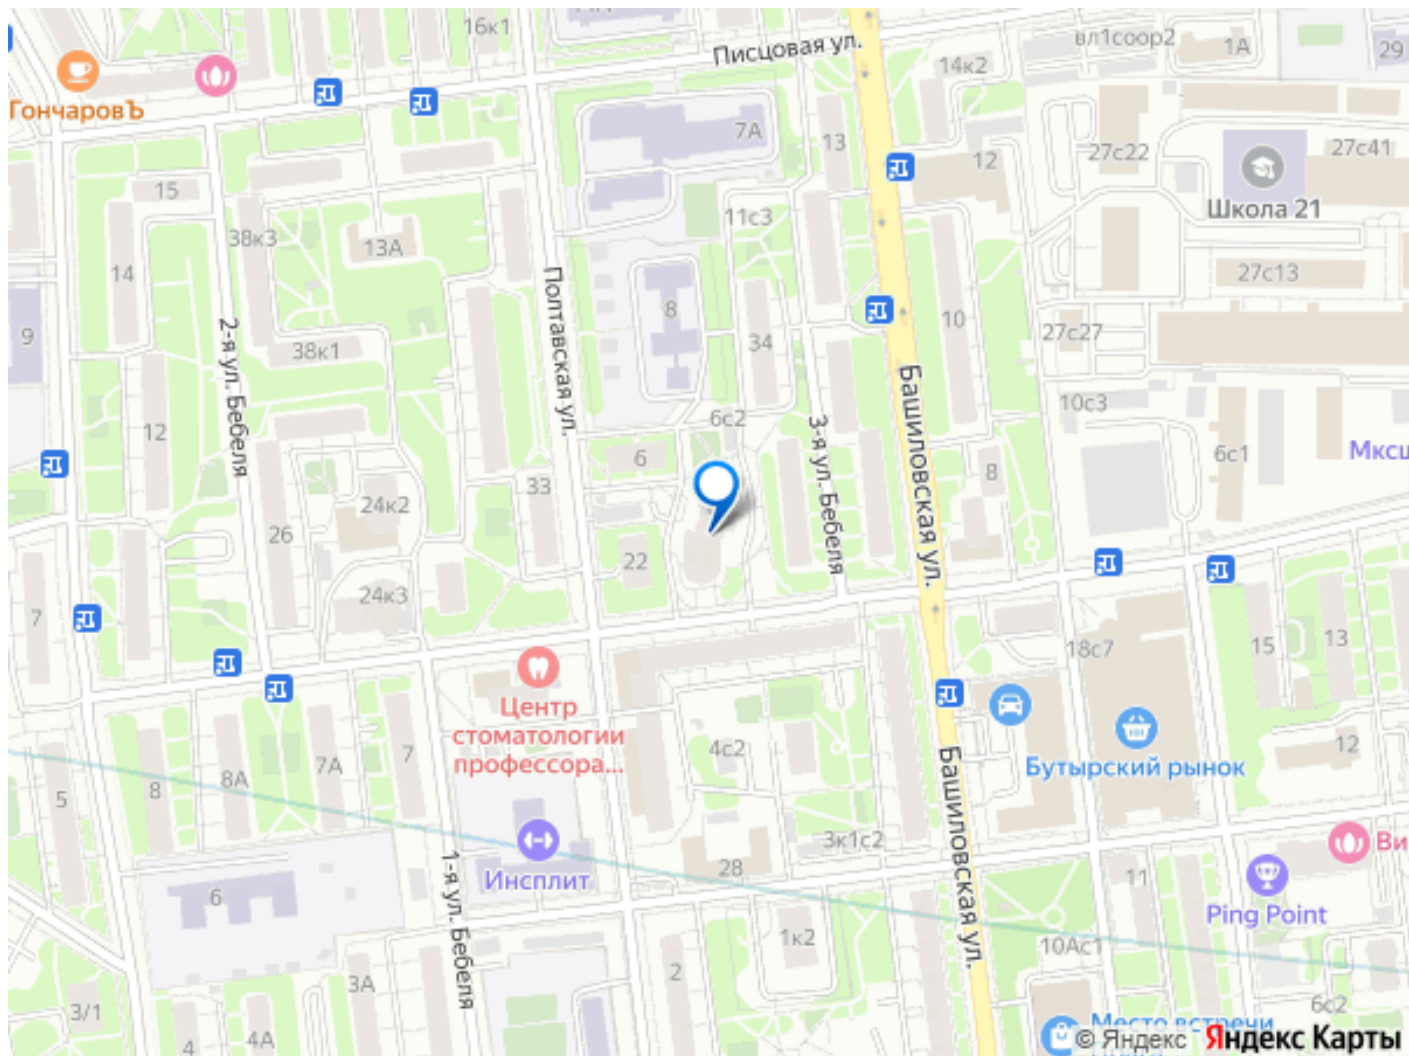 16к1
Писцовая ул.
вл1соор2
1А
29
14к2
ГончаровЪ
7А
13
12
27с22
27с41
15
Школа 21
11с3
38к3
13А
14
27с13
Полтавская ул.
8
10
9
2-я ул. Бебеля
38к1
34
27с27
Башиловская ул.
10с3
6с2
3-я ул. Бебеля
12
6
6с1
Мксш
8
33
24к2
26
22
24к3
7
18с7
15
13
Центр
стоматологии
профессора...
4с2
12
7
7А
8А
8
Бутырский рынок
5
Башиловская ул.
3к1с2
Ви
28
1-я ул. Бебеля
Инсплит
11
6
Ping Point
1к2
10Ас1
2
3А
3/1
6с2
4А
4
Место встречи
© Яндекс Яндекс Карты